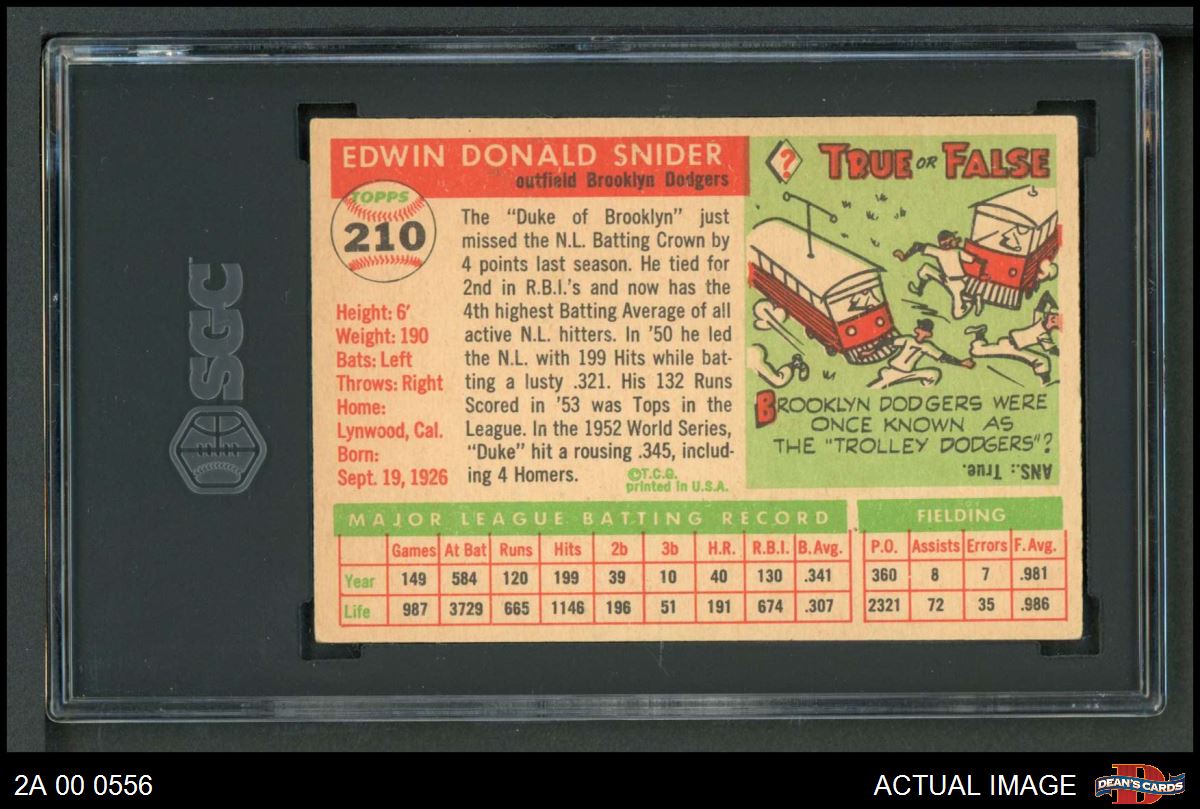 SGC
EDWIN DONALD SNIDER
outfield Brooklyn Dodgers
TOPPS
210
Height: 6'
Weight: 190
Bats: Left
Throws: Right
Home:
Lynwood, Cal.
Born:
Sept. 19, 1926
The "Duke of Brooklyn" just
missed the N.L. Batting Crown by
4 points last season. He tied for
2nd in R.B.I.'s and now has the
4th highest Batting Average of all
active N.L. hitters. In '50 he led
the N.L. with 199 Hits while bat-
ting a lusty .321. His 132 Runs
Scored in '53 was Tops in the
League. In the 1952 World Series,
"Duke" hit a rousing .345, includ-
ing 4 Homers.
©T.C.G.
printed in U.S.A.
? TRUE OR FALSE
BROOKLYN DODGERS WERE
ONCE KNOWN AS
THE "TROLLEY DODGERS"?
ANS.: True.
MAJOR LEAGUE BATTING RECORD
Games At Bat Runs Hits 2b 3b H.R. R.B.I. B. Avg.
Year 149 584 120 199 39 10 40 130 .341
Life 987 3729 665 1146 196 51 191 674 .307
FIELDING
P.O. Assists Errors F. Avg.
360 8 7 .981
2321 72 35 .986
2A 00 0556
ACTUAL IMAGE
D
DEAN'S CARDS